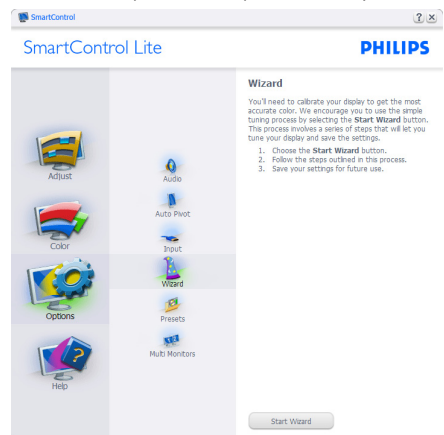 SmartControl
SmartControl Lite
PHILIPS
Adjust
Color
Options
Help
Audio
Auto Pivot
Input
Wizard
Presets
Multi Monitors
Wizard
You'll need to calibrate your display to get the most
accurate color. We encourage you to use the simple
tuning process by selecting the Start Wizard button.
This process involves a series of steps that will let you
tune your display and save the settings.
1. Choose the Start Wizard button.
2. Follow the steps outlined in this process.
3. Save your settings for future use.
Start Wizard